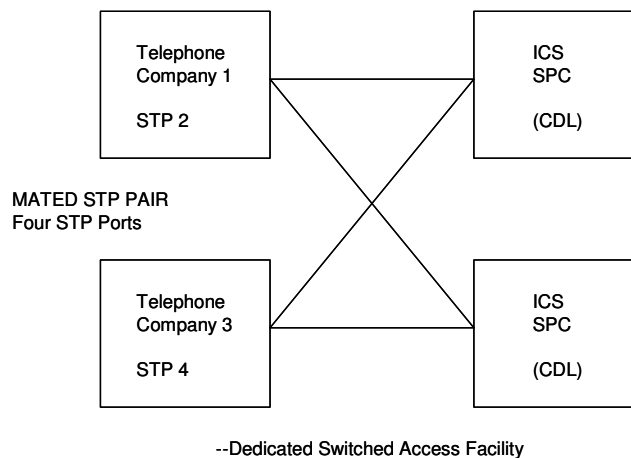 Telephone
Company 1
STP 2
ICS
SPC
(CDL)
MATED STP PAIR
Four STP Ports
Telephone
Company 3
STP 4
ICS
SPC
(CDL)
--Dedicated Switched Access Facility